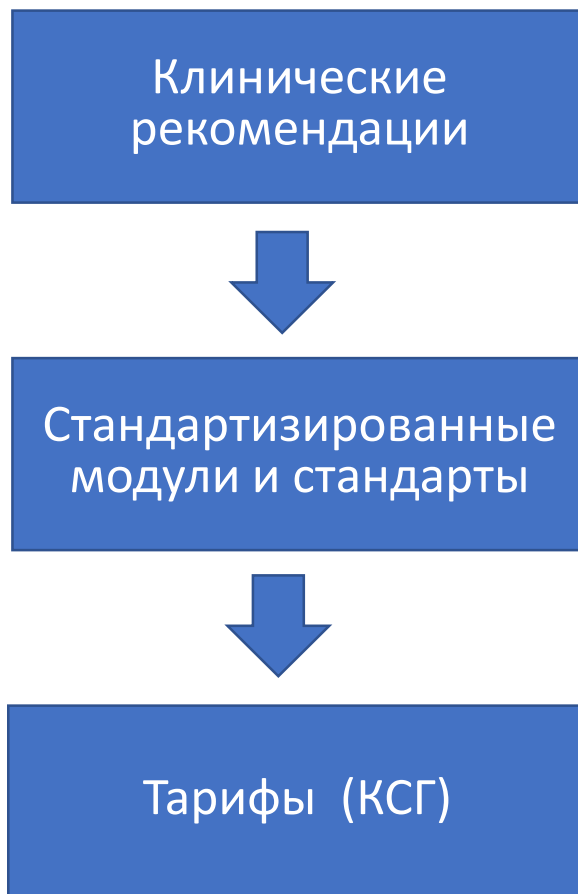 Клинические
рекомендации
Стандартизированные
модули и стандарты
Тарифы (КСГ)